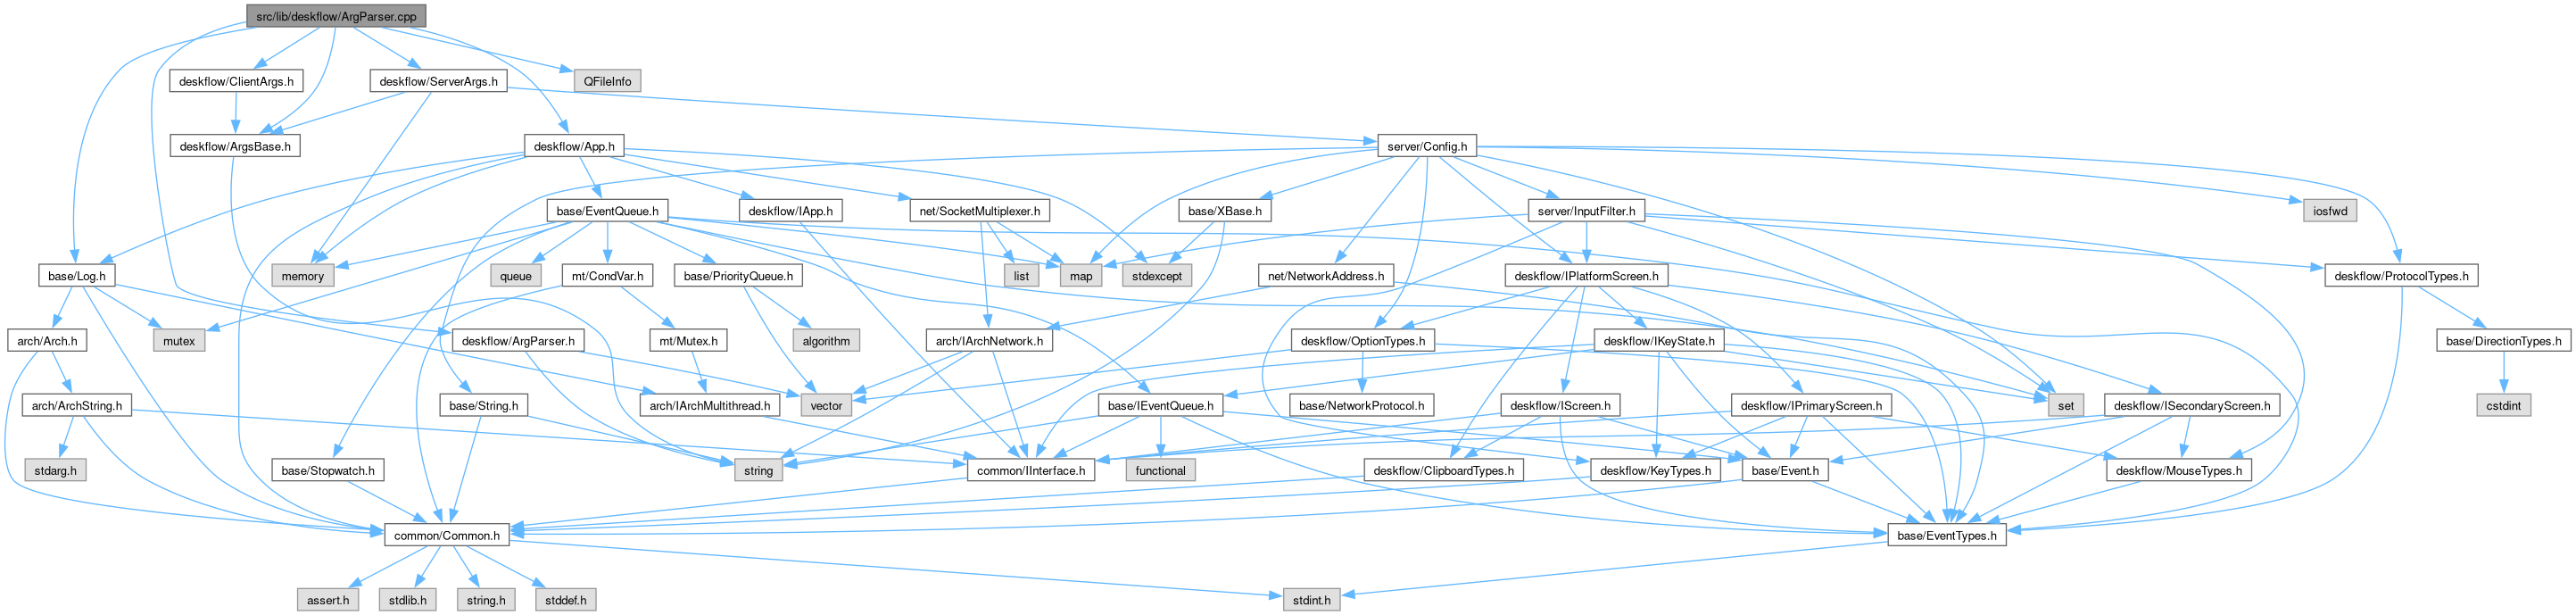 src/lib/deskflow/ArgParser.cpp
deskflow/ClientArgs.h
deskflow/ServerArgs.h
QFileInfo
deskflow/ArgsBase.h
deskflow/App.h
server/Config.h
base/EventQueue.h
deskflow/IApp.h
net/SocketMultiplexer.h
base/XBase.h
server/InputFilter.h
iosfwd
base/Log.h
memory
queue
mt/CondVar.h
base/PriorityQueue.h
list
map
stdexcept
net/NetworkAddress.h
deskflow/IPlatformScreen.h
deskflow/ProtocolTypes.h
arch/Arch.h
mutex
deskflow/ArgParser.h
mt/Mutex.h
algorithm
arch/IArchNetwork.h
deskflow/OptionTypes.h
deskflow/IKeyState.h
base/DirectionTypes.h
arch/ArchString.h
base/String.h
arch/IArchMultithread.h
vector
base/IEventQueue.h
base/NetworkProtocol.h
deskflow/IScreen.h
deskflow/IPrimaryScreen.h
set
deskflow/ISecondaryScreen.h
cstdint
stdarg.h
base/Stopwatch.h
string
common/IInterface.h
functional
deskflow/ClipboardTypes.h
deskflow/KeyTypes.h
base/Event.h
deskflow/MouseTypes.h
common/Common.h
base/EventTypes.h
assert.h
stdlib.h
string.h
stddef.h
stdint.h